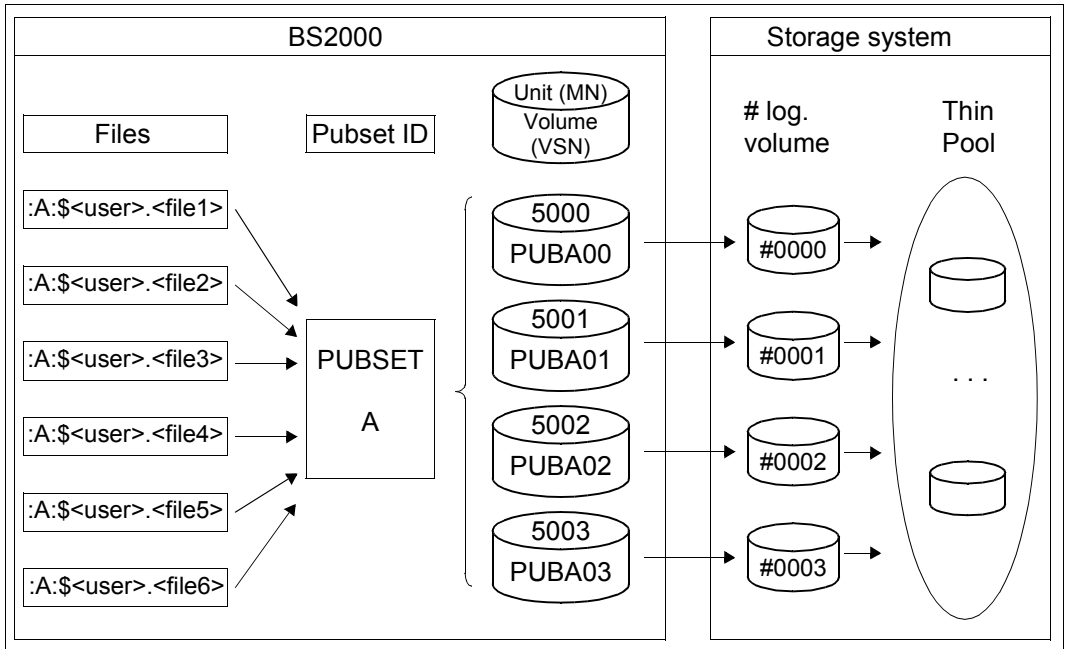 BS2000
Storage system
Files
Pubset ID
Unit (MN)
Volume
(VSN)
# log.
volume
Thin
Pool
:A:$<user>.<file1>
:A:$<user>.<file2>
:A:$<user>.<file3>
:A:$<user>.<file4>
:A:$<user>.<file5>
:A:$<user>.<file6>
PUBSET
A
5000
PUBA00
5001
PUBA01
5002
PUBA02
5003
PUBA03
#0000
#0001
#0002
#0003
. . .